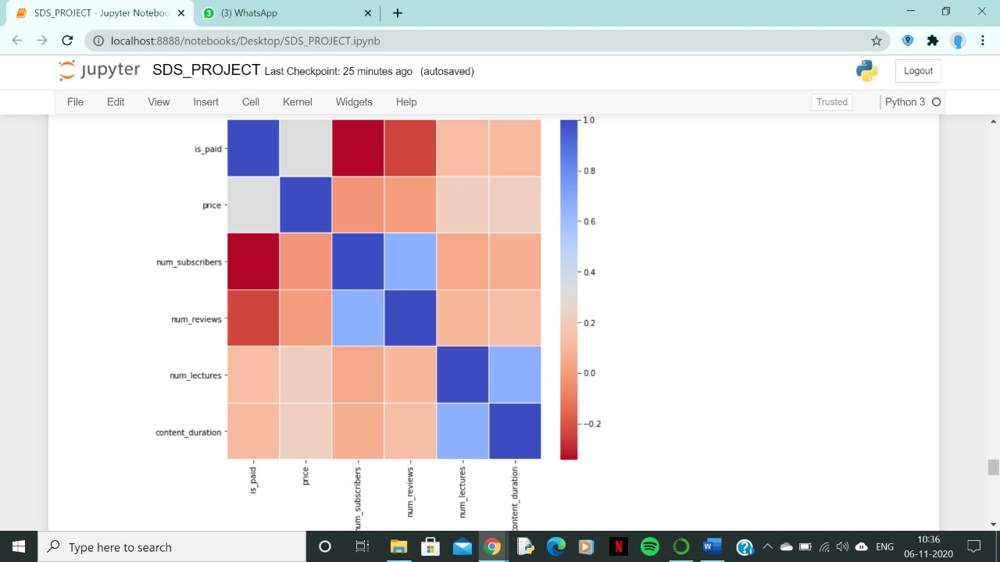 SDS_PROJECT - Jupyter Noteboo
(3) WhatsApp
localhost:8888/notebooks/Desktop/SDS_PROJECT.ipynb
jupyter SDS_PROJECT Last Checkpoint: 25 minutes ago (autosaved)
Logout
File Edit View Insert Cell Kernel Widgets Help
Trusted
Python 3
is_paid
price
num_subscribers
num_reviews
num_lectures
content_duration
1.0
0.8
0.6
0.4
0.2
0.0
−0.2
is_paid
price
um_subscribers
num_reviews
num_lectures
ontent_duration
Type here to search
ENG
10:36
06-11-2020